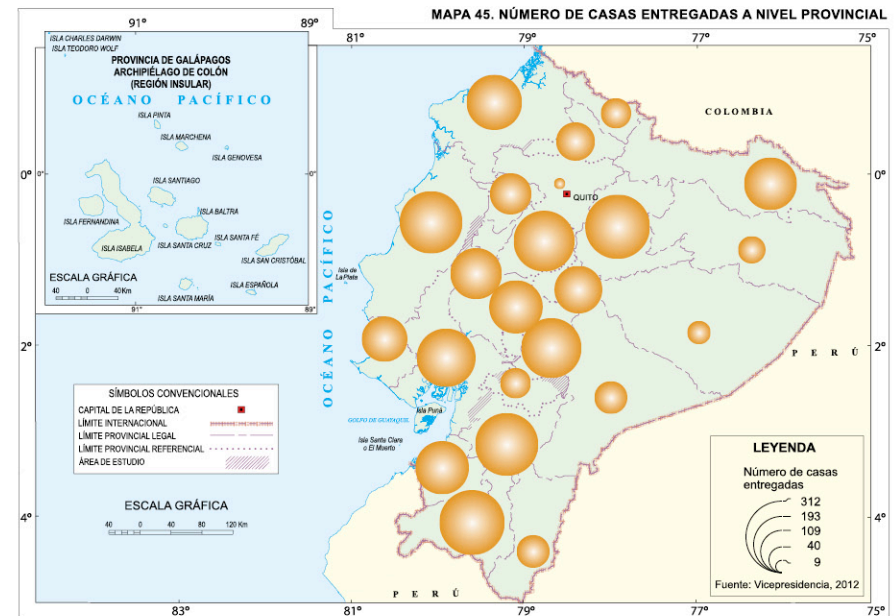 MAPA 45. NÚMERO DE CASAS ENTREGADAS A NIVEL PROVINCIAL
91°
81°
79°
77°
75°
ISLA CHARLES DARWIN
ISLA TEODORO WOLF
PROVINCIA DE GALÁPAGOS
ARCHIPIÉLAGO DE COLÓN
(REGIÓN INSULAR)
OCÉANO PACÍFICO
ISLA PINTA
ISLA MARCHENA
ISLA GENOVESA
0°
0°
ISLA SANTIAGO
ISLA BALTRA
ISLA FERNANDINA
ISLA SANTA FÉ
ISLA SANTA CRUZ
ISLA ISABELA
ISLA SAN CRISTÓBAL
ESCALA GRÁFICA
40 0 40Km
ISLA ESPAÑOLA
ISLA SANTA MARÍA
91°
89°
COLOMBIA
0°
0°
QUITO
OCÉANO PACÍFICO
Isla de
La Plata
2°
2°
PERÚ
SÍMBOLOS CONVENCIONALES
CAPITAL DE LA REPÚBLICA
LÍMITE INTERNACIONAL
LÍMITE PROVINCIAL LEGAL
LÍMITE PROVINCIAL REFERENCIAL
ÁREA DE ESTUDIO
Isla Puná
GOLFO DE GUAYAQUIL
Isla Santa Clara
o El Muerto
ESCALA GRÁFICA
40 0 40 80 120 Km
LEYENDA
Número de casas
entregadas
312
193
109
40
9
Fuente: Vicepresidencia, 2012
4°
4°
PERÚ
83°
81°
79°
77°
75°